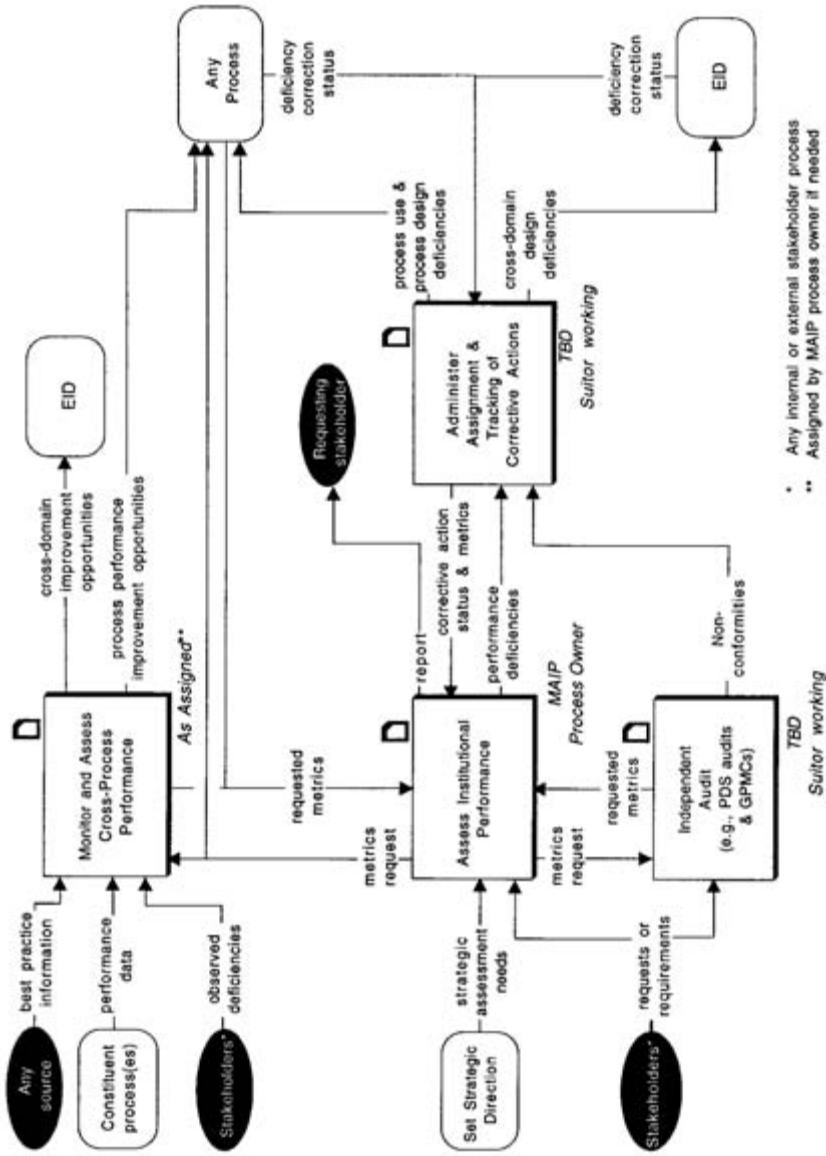 Any
source
best practice
information
Constituent
process(es)
performance
data
Stakeholders*
observed
deficiencies
Monitor and Assess
Cross-Process
Performance
As Assigned**
cross-domain
improvement
opportunities
EID
process performance
improvement opportunities
Any
Process
deficiency
correction
status
requested
metrics
metrics
request
Set Strategic
Direction
strategic
assessment
needs
Assess Institutional
Performance
MAIP
Process Owner
report
Requesting
stakeholder
corrective action
status & metrics
performance
deficiencies
Administer
Assignment &
Tracking of
Corrective Actions
TBD
Suitor working
process use &
process design
deficiencies
cross-domain
design
deficiencies
deficiency
correction
status
EID
Stakeholders*
requests or
requirements
metrics
request
requested
metrics
Independent
Audit
(e.g., PDS audits
& GPMCs)
TBD
Suitor working
Non-
conformities
* Any internal or external stakeholder process
** Assigned by MAIP process owner if needed